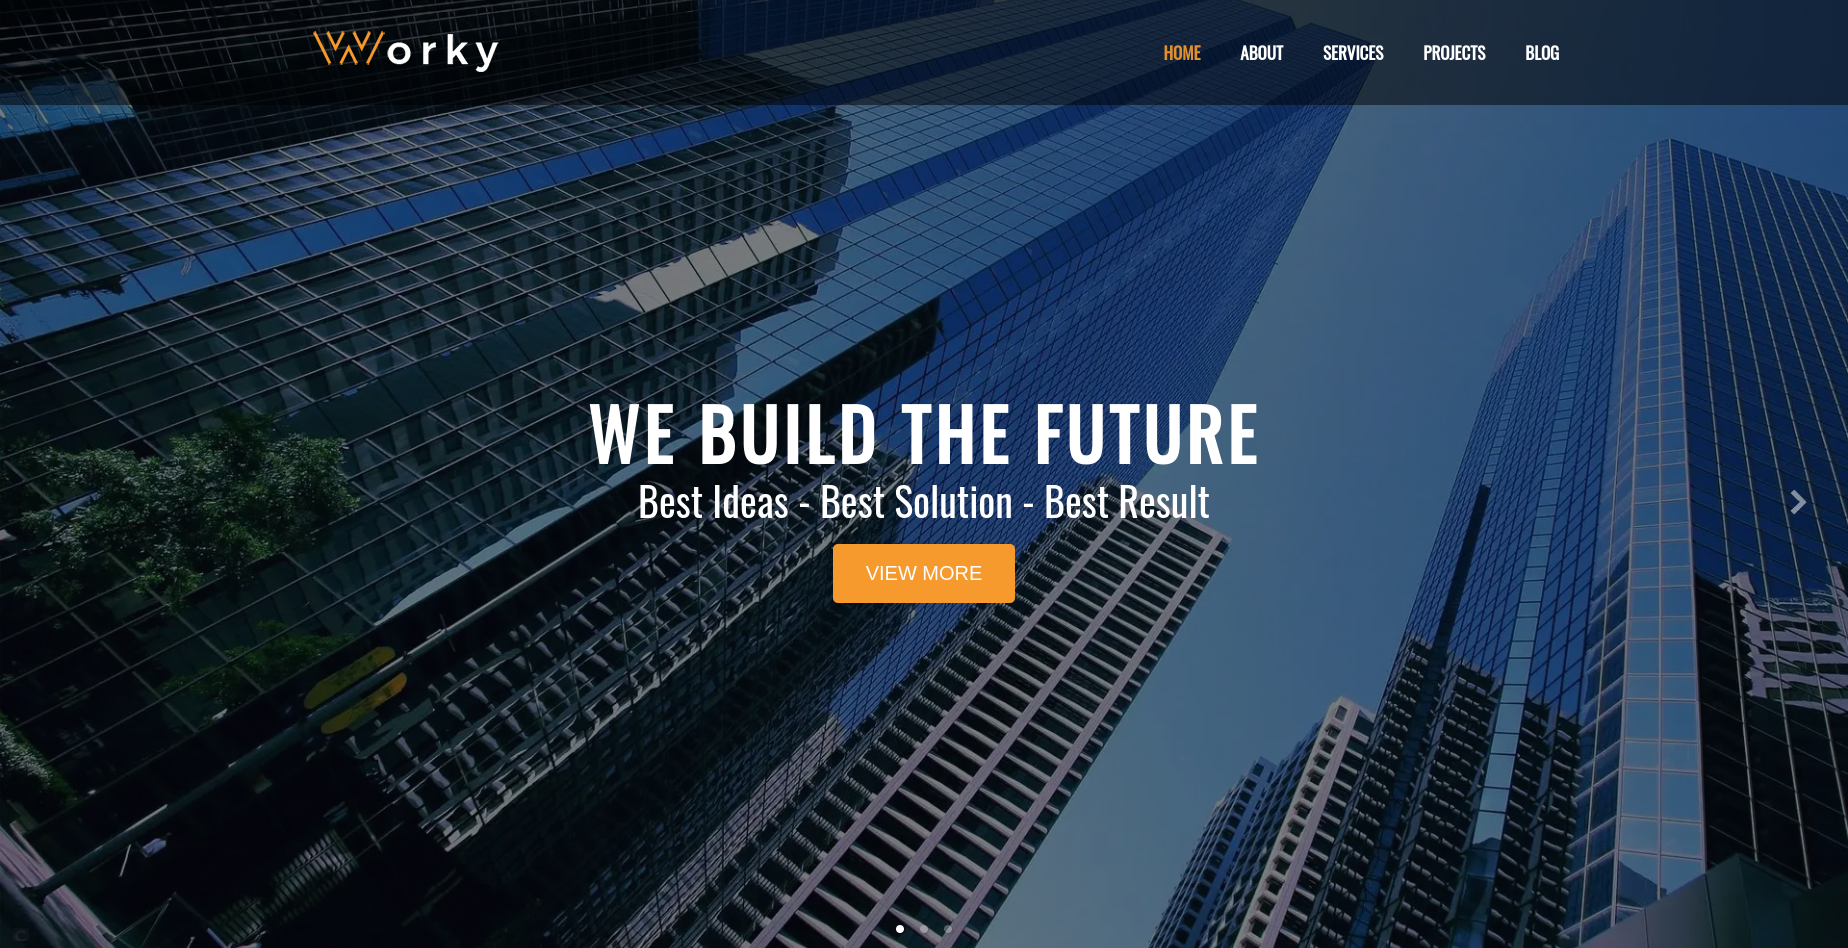 Worky
HOME ABOUT SERVICES PROJECTS BLOG
WE BUILD THE FUTURE
Best Ideas - Best Solution - Best Result
VIEW MORE